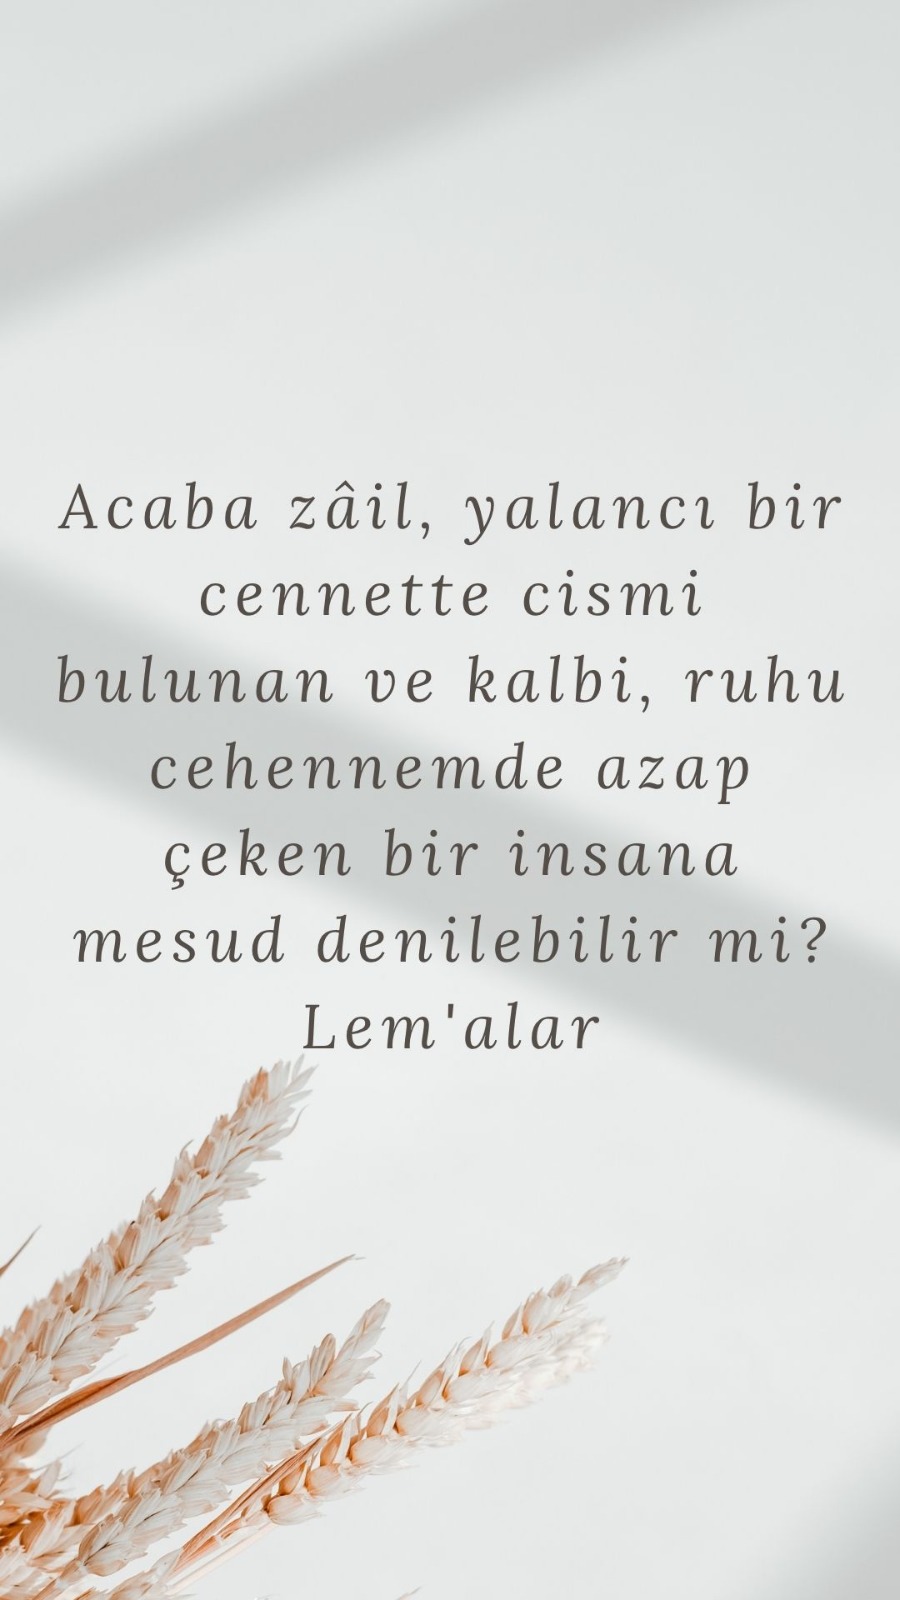 Acaba zâil, yalancı bir
cennette cismi
bulunan ve kalbi, ruhu
cehennemde azap
çeken bir insana
mesud denilebilir mi?
Lem'alar